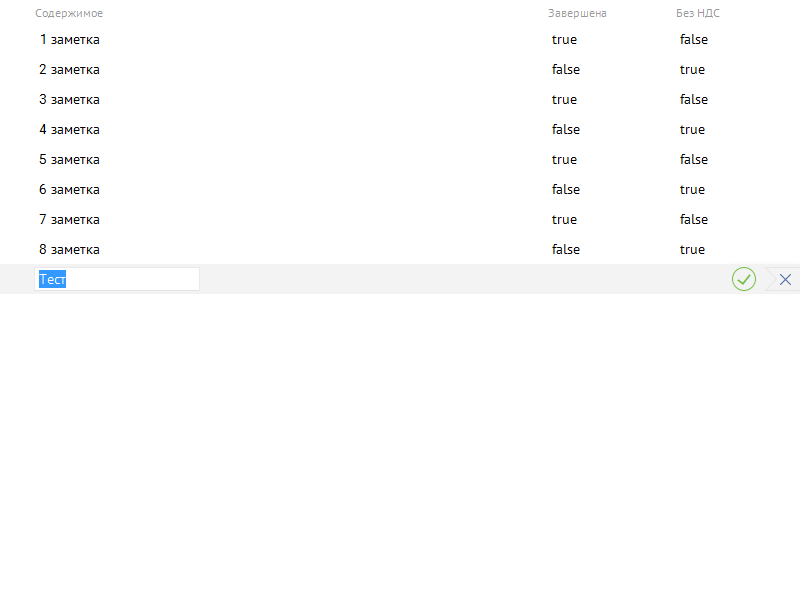 Содержимое Завершена Без НДС
1 заметка true false
2 заметка false true
3 заметка true false
4 заметка false true
5 заметка true false
6 заметка false true
7 заметка true false
8 заметка false true
Тест